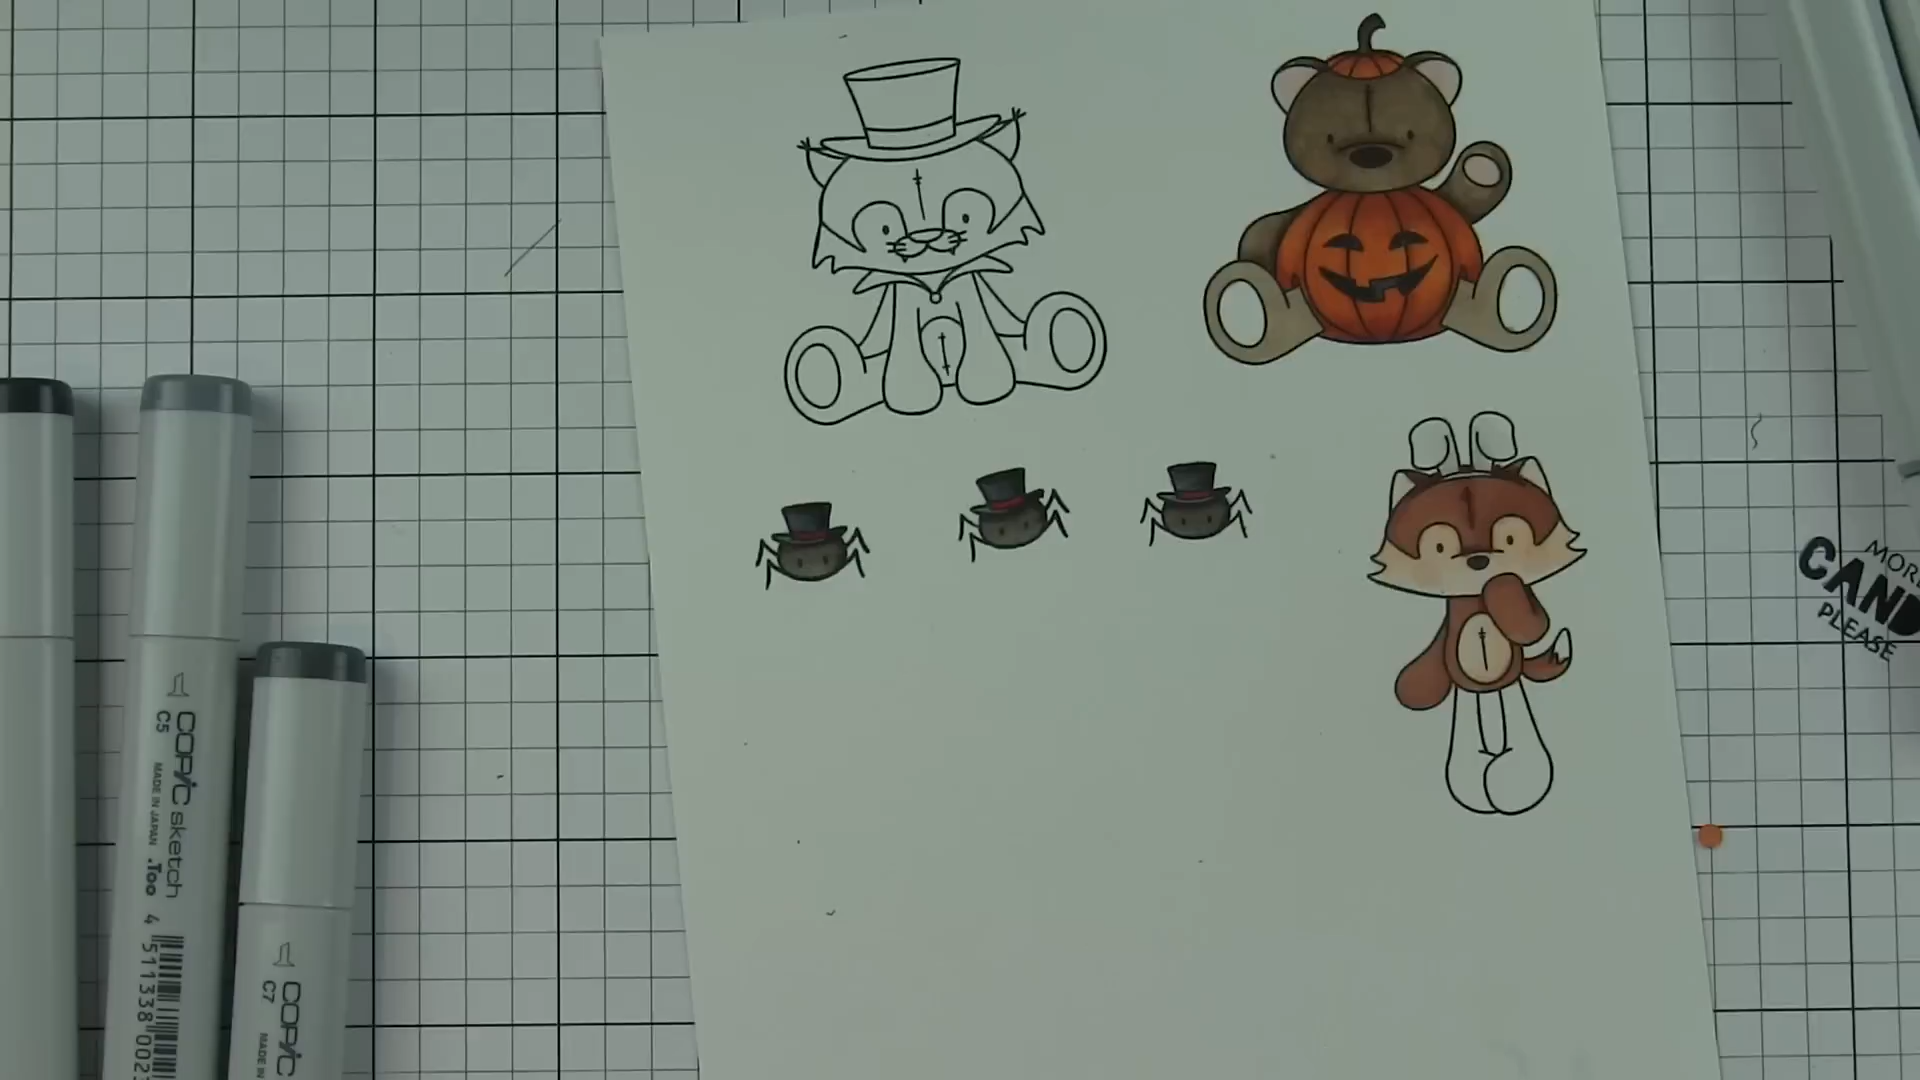 COPIC sketch
C5
MADE IN JAPAN .Too
4 511338 002
COPIC
C7
MADE IN
MORE
CAND
PLEASE